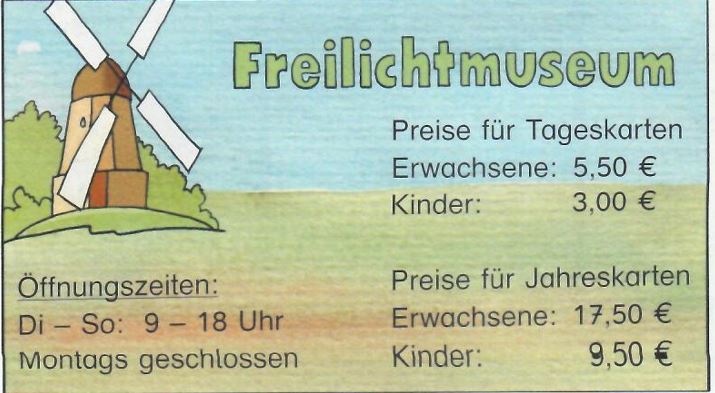 Freilichtmuseum
Preise für Tageskarten
Erwachsene: 5,50 €
Kinder: 3,00 €
Öffnungszeiten:
Di – So: 9 – 18 Uhr
Montags geschlossen
Preise für Jahreskarten
Erwachsene: 17,50 €
Kinder: 9,50 €